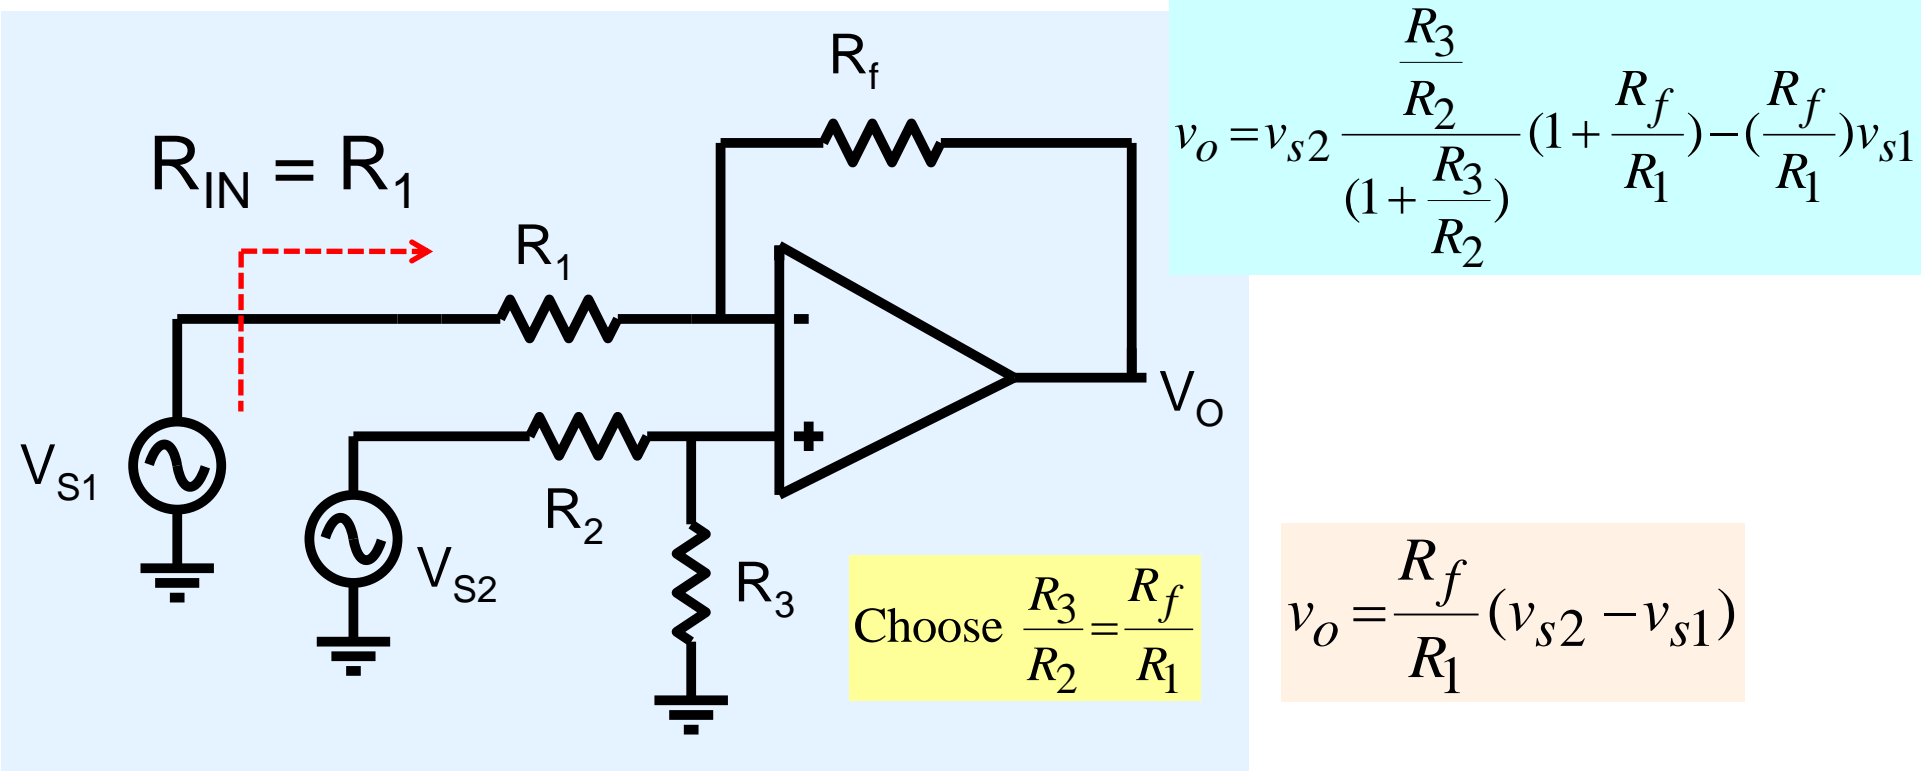 R_f
R_IN = R_1
R_1
-
+
V_O
V_S1
R_2
V_S2
R_3
Choose R_3/R_2 = R_f/R_1
v_o = v_s2 (R_3/R_2)/(1+R_3/R_2) (1+R_f/R_1) − (R_f/R_1)v_s1
v_o = R_f/R_1 (v_s2 − v_s1)